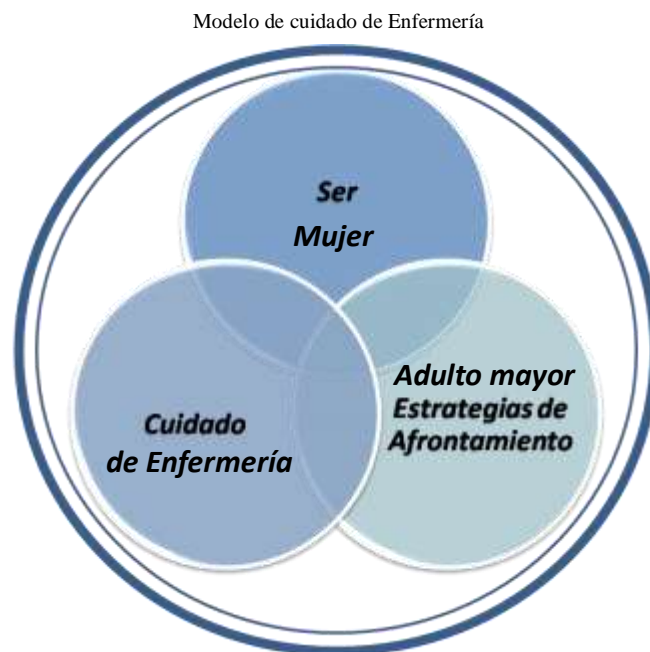 Modelo de cuidado de Enfermería
Ser
Mujer
Adulto mayor
Estrategias de
Afrontamiento
Cuidado
de Enfermería